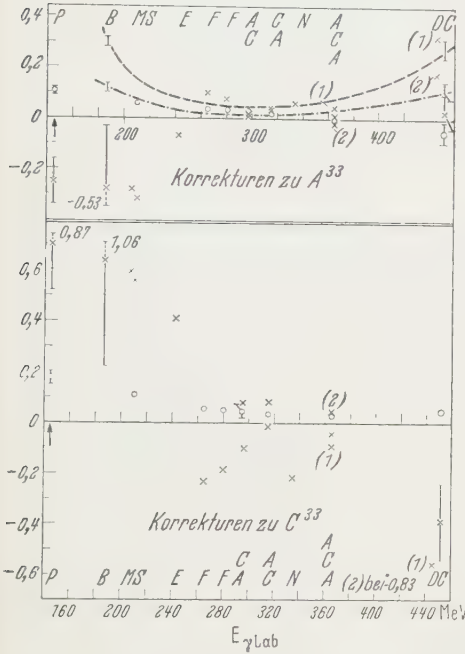 0,4
P B MS E F F A C N A DC
C A C
A
(1)
0,2
(1)
(2)
0
200 300 400
(2)
-0,2
-0,53
Korrekturen zu A³³
0,87
1,06
0,6
0,4
0,2
(2)
0
(1)
-0,2
-0,4
Korrekturen zu C³³
A
C A C
-0,6
P B MS E F F A C N A (2) bei-0,83 (1) DC
160 200 240 280 320 360 400 440 MeV
EγLab